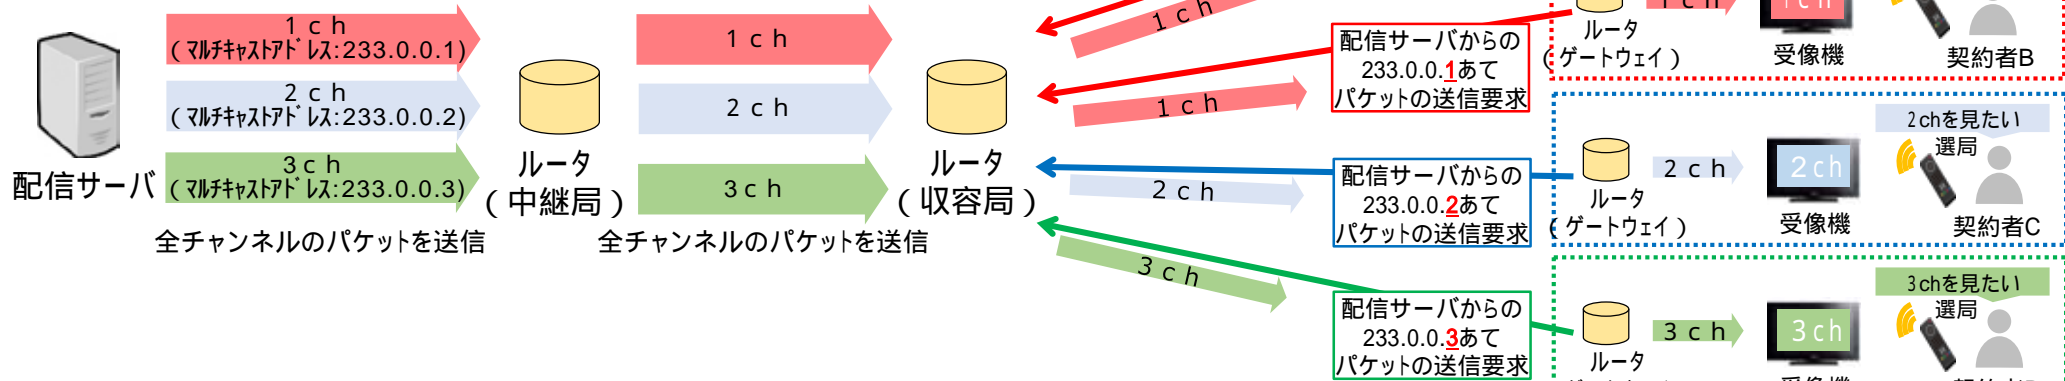 1ch
(ﾏﾙﾁｷｬｽﾄｱﾄﾞﾚｽ:233.0.0.1)
2ch
(ﾏﾙﾁｷｬｽﾄｱﾄﾞﾚｽ:233.0.0.2)
3ch
(ﾏﾙﾁｷｬｽﾄｱﾄﾞﾚｽ:233.0.0.3)
配信サーバ
全チャンネルのパケットを送信
ルータ
(中継局)
1ch
2ch
3ch
全チャンネルのパケットを送信
ルータ
(収容局)
1ch
1ch
2ch
3ch
配信サーバからの
233.0.0.1あて
パケットの送信要求
配信サーバからの
233.0.0.2あて
パケットの送信要求
配信サーバからの
233.0.0.3あて
パケットの送信要求
ルータ
(ゲートウェイ)
1ch
1ch
受像機
契約者B
ルータ
(ゲートウェイ)
2ch
2ch
受像機
2chを見たい
選局
契約者C
ルータ
3ch
3ch
3chを見たい
選局